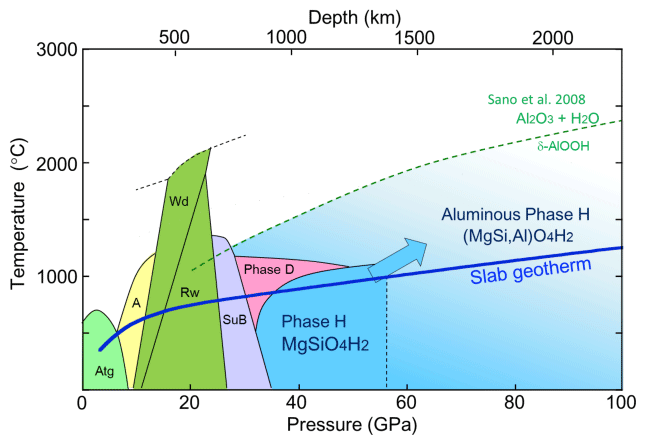 Depth (km)
500 1000 1500 2000
3000
2000
1000
Temperature (°C)
Sano et al. 2008
Al2O3 + H2O
δ-AlOOH
Wd
Aluminous Phase H
(MgSi,Al)O4H2
Phase D
Slab geotherm
A
Rw
SuB
Phase H
MgSiO4H2
Atg
0 20 40 60 80 100
Pressure (GPa)